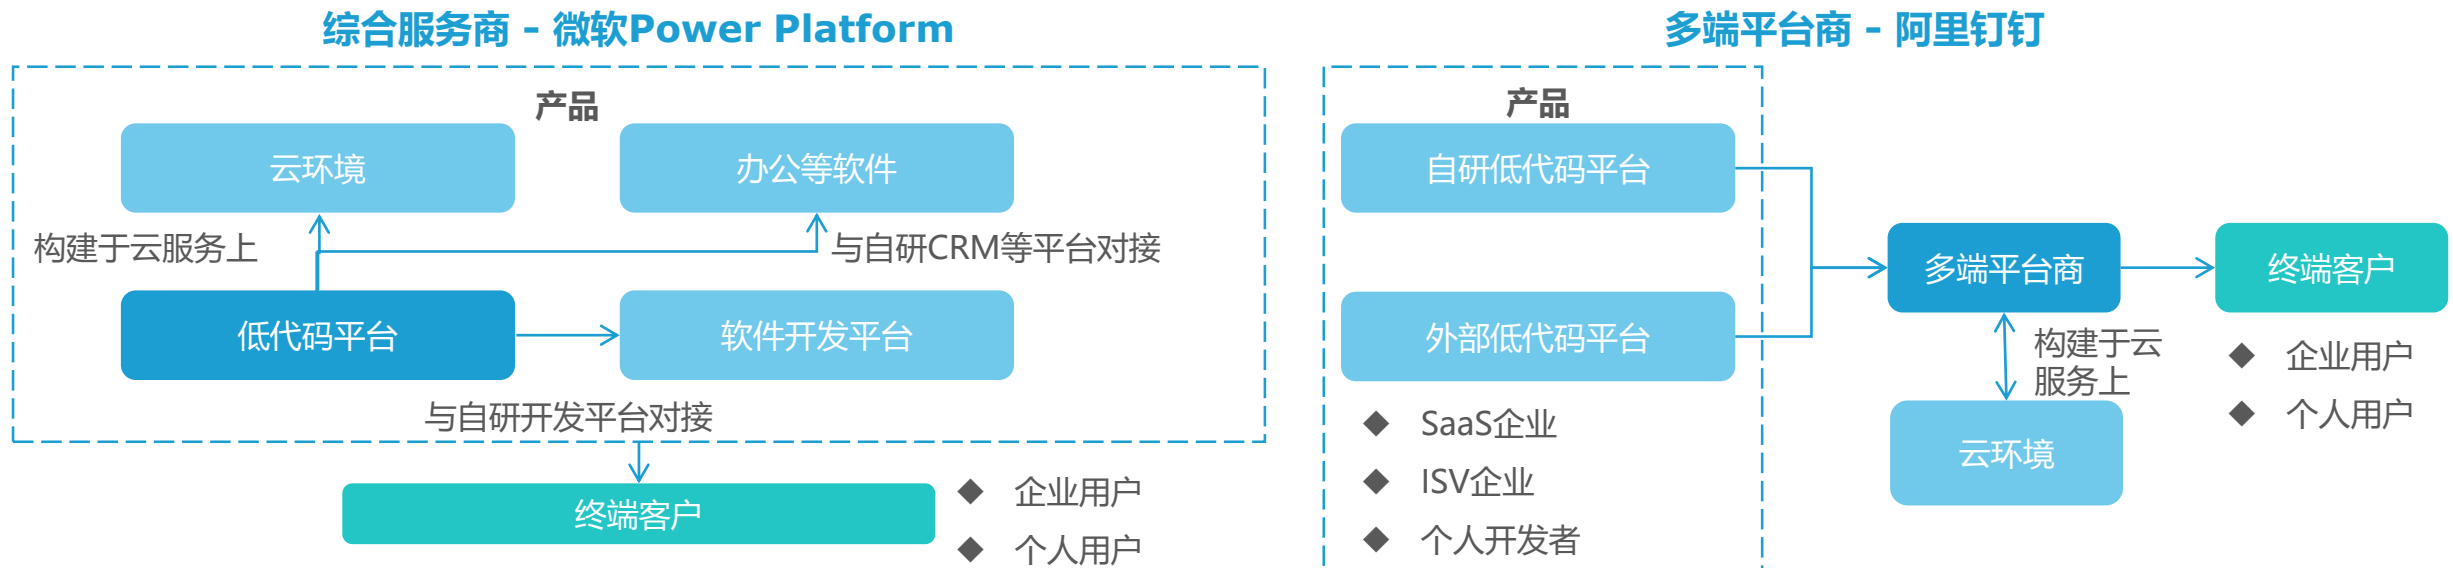 综合服务商 – 微软Power Platform
产品
云环境
办公等软件
构建于云服务上
与自研CRM等平台对接
低代码平台
软件开发平台
与自研开发平台对接
终端客户
◆ 企业用户
◆ 个人用户
多端平台商 – 阿里钉钉
产品
自研低代码平台
外部低代码平台
◆ SaaS企业
◆ ISV企业
◆ 个人开发者
多端平台商
终端客户
构建于云
服务上
云环境
◆ 企业用户
◆ 个人用户